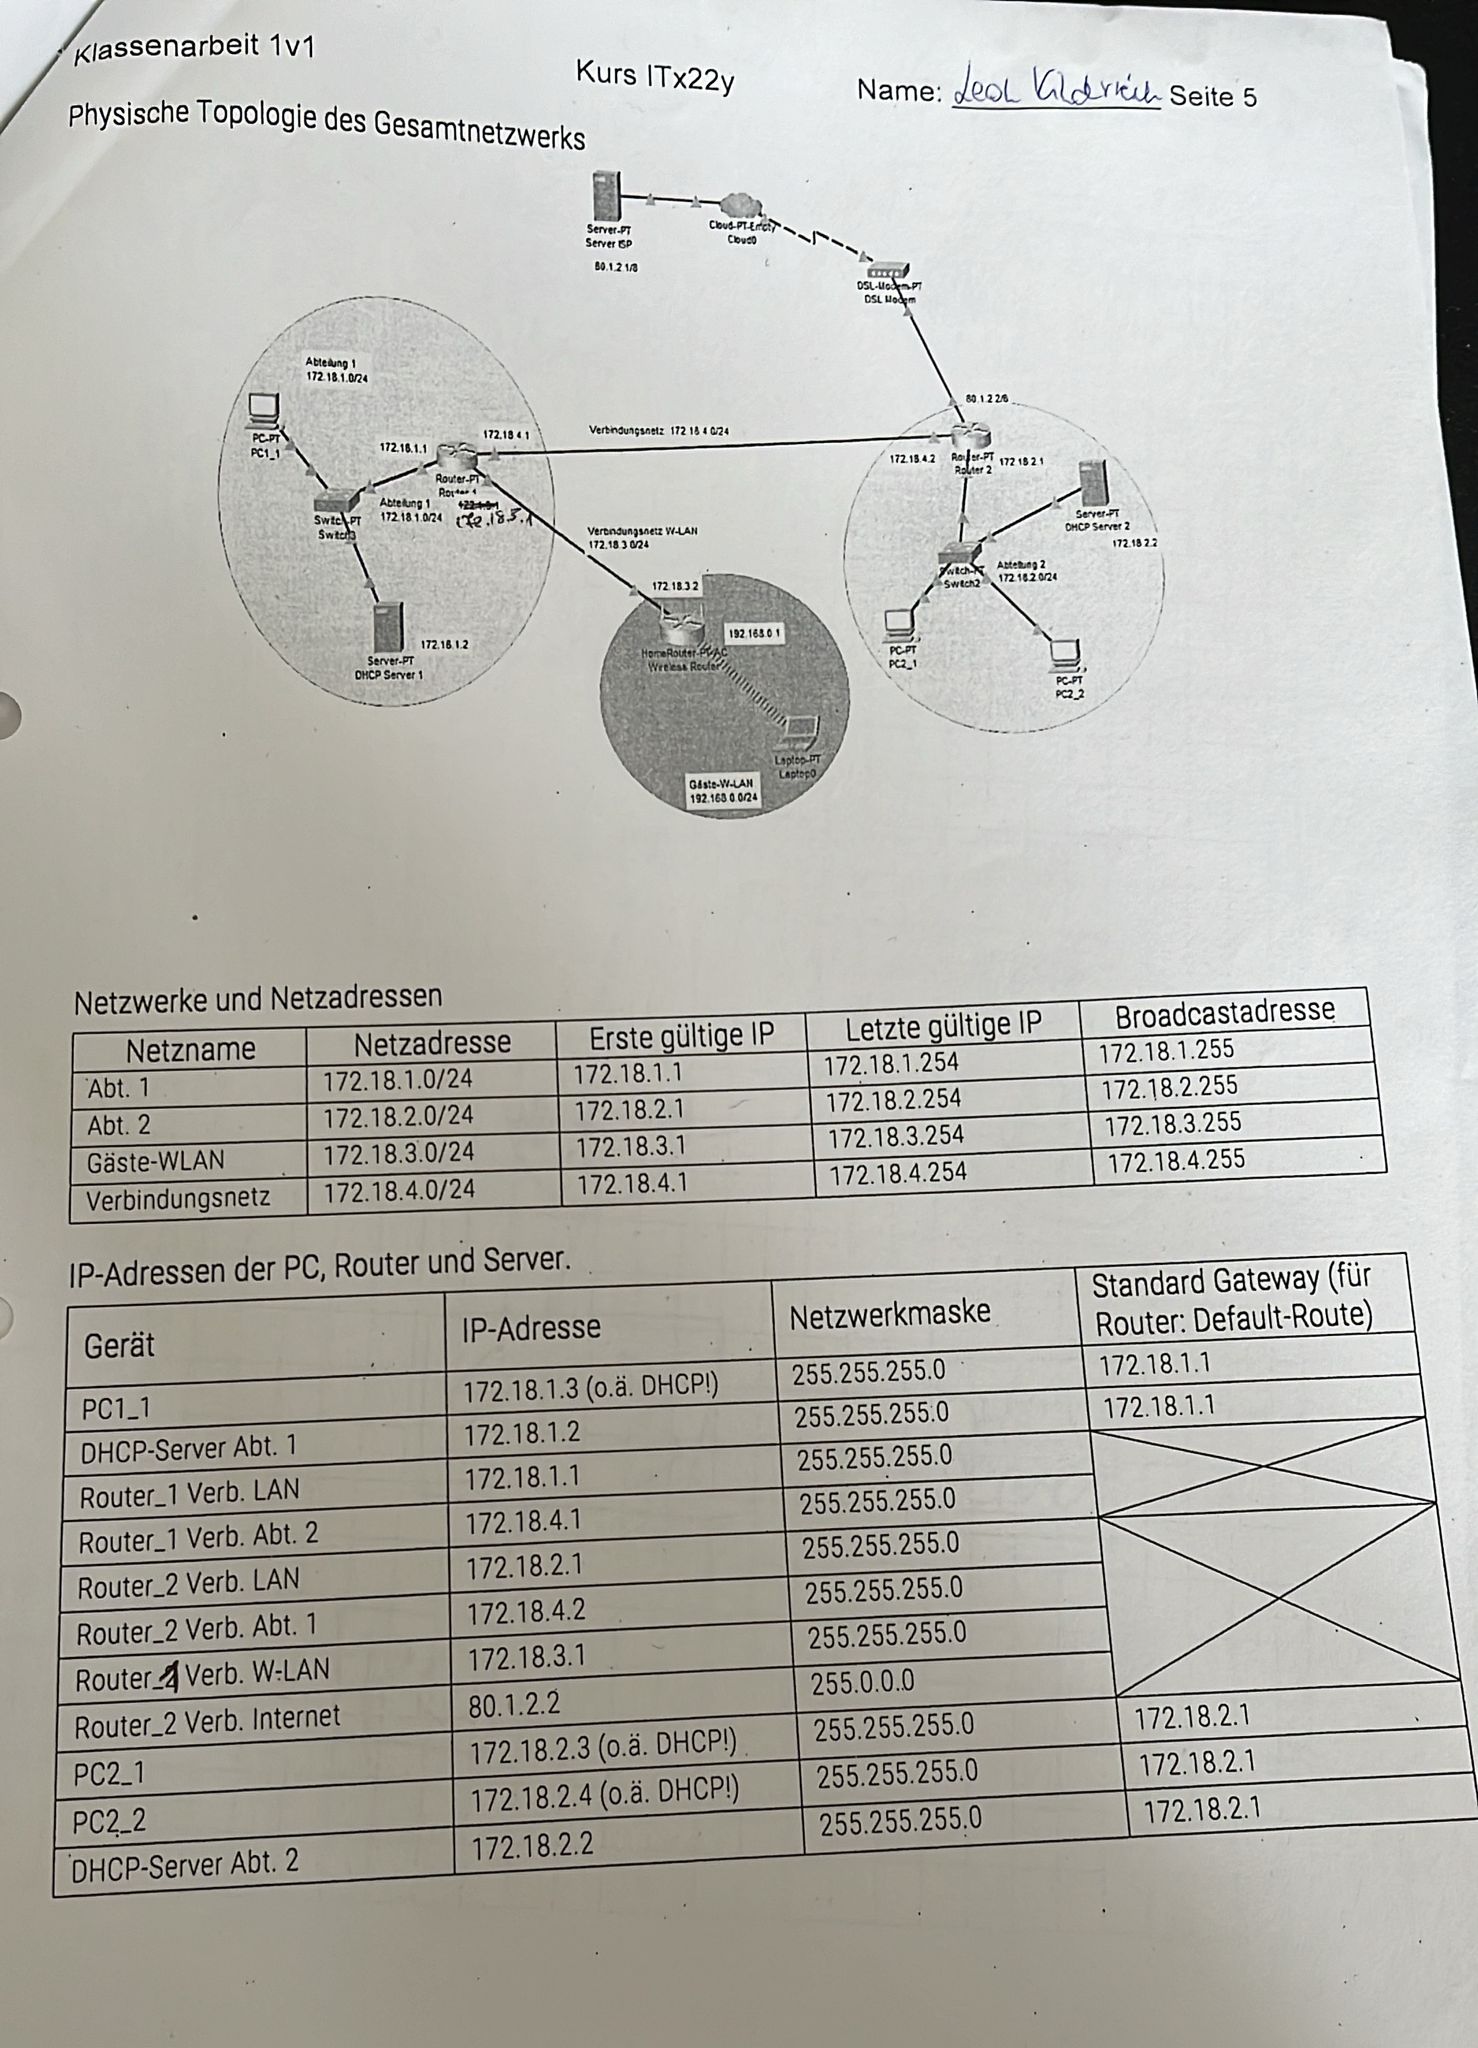 Klassenarbeit 1v1
Kurs ITx22y
Name: Seite 5
Physische Topologie des Gesamtnetzwerks
Server-PT
Server ISP
80.1.2 1/8
Cloud-PT-Empty
Cloud0
DSL-Modem-PT
DSL Modem
80.1.2 2/8
Abteilung 1
172.18.1.0/24
PC-PT
PC1_1
172.18.1.1
172.18 4.1
Verbindungsnetz 172 18 4 0/24
172.18.4.2
Router-PT
Router 2
172 18.2.1
Router-PT
Router 1
172.18.3.1
Abteilung 1
172.18 1.0/24
Switch-PT
Switch3
Verbindungsnetz W-LAN
172.18 3 0/24
Server-PT
DHCP Server 2
172.18 2.2
Switch-PT
Switch2
Abteilung 2
172.18.2.0/24
172.18.3 2
192.168.0 1
HomeRouter-PT-AC
Wireless Router
172.18.1.2
Server-PT
DHCP Server 1
PC-PT
PC2_1
PC-PT
PC2_2
Laptop-PT
Laptop0
Gäste-W-LAN
192.168.0.0/24
Netzwerke und Netzadressen
Netzname Netzadresse Erste gültige IP Letzte gültige IP Broadcastadresse
Abt. 1 172.18.1.0/24 172.18.1.1 172.18.1.254 172.18.1.255
Abt. 2 172.18.2.0/24 172.18.2.1 172.18.2.254 172.18.2.255
Gäste-WLAN 172.18.3.0/24 172.18.3.1 172.18.3.254 172.18.3.255
Verbindungsnetz 172.18.4.0/24 172.18.4.1 172.18.4.254 172.18.4.255
IP-Adressen der PC, Router und Server.
Gerät IP-Adresse Netzwerkmaske Standard Gateway (für
Router: Default-Route)
PC1_1 172.18.1.3 (o.ä. DHCP!) 255.255.255.0 172.18.1.1
DHCP-Server Abt. 1 172.18.1.2 255.255.255.0 172.18.1.1
Router_1 Verb. LAN 172.18.1.1 255.255.255.0
Router_1 Verb. Abt. 2 172.18.4.1 255.255.255.0
Router_2 Verb. LAN 172.18.2.1 255.255.255.0
Router_2 Verb. Abt. 1 172.18.4.2 255.255.255.0
Router_1 Verb. W-LAN 172.18.3.1 255.255.255.0
Router_2 Verb. Internet 80.1.2.2 255.0.0.0
PC2_1 172.18.2.3 (o.ä. DHCP!) 255.255.255.0 172.18.2.1
PC2_2 172.18.2.4 (o.ä. DHCP!) 255.255.255.0 172.18.2.1
DHCP-Server Abt. 2 172.18.2.2 255.255.255.0 172.18.2.1